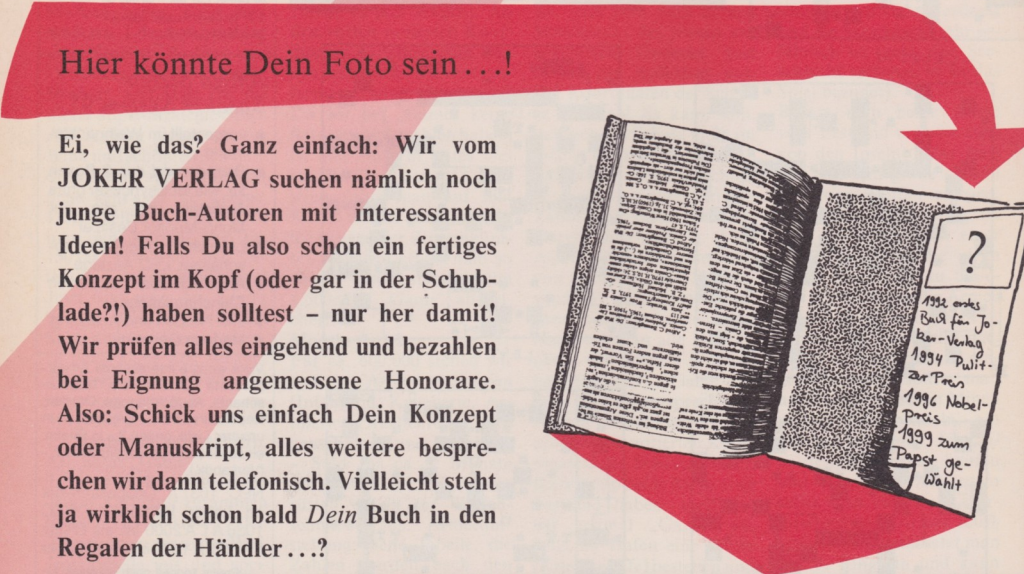 Hier könnte Dein Foto sein...!
Ei, wie das? Ganz einfach: Wir vom
JOKER VERLAG suchen nämlich noch
junge Buch-Autoren mit interessanten
Ideen! Falls Du also schon ein fertiges
Konzept im Kopf (oder gar in der Schub-
lade?!) haben solltest – nur her damit!
Wir prüfen alles eingehend und bezahlen
bei Eignung angemessene Honorare.
Also: Schick uns einfach Dein Konzept
oder Manuskript, alles weitere bespre-
chen wir dann telefonisch. Vielleicht steht
ja wirklich schon bald Dein Buch in den
Regalen der Händler...?
?
1992 erstes
Buch für Jo-
ker-Verlag
1994 Pulit-
zer Preis
1996 Nobel-
Preis
1999 zum
Papst ge-
wählt